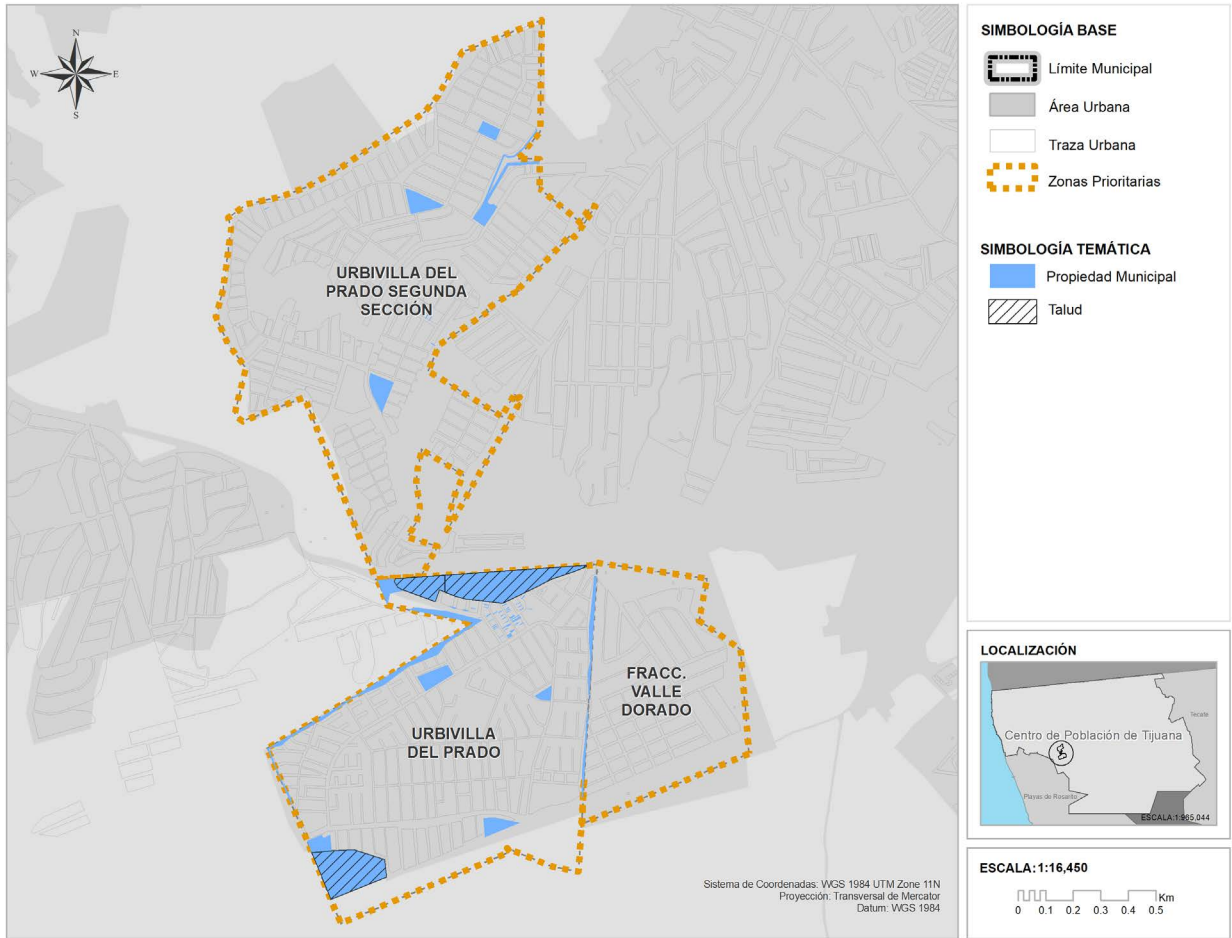 N
W
E
S
URBIVILLA DEL
PRADO SEGUNDA
SECCIÓN
FRACC.
VALLE
DORADO
URBIVILLA
DEL PRADO
Sistema de Coordenadas: WGS 1984 UTM Zone 11N
Proyección: Transversal de Mercator
Datum: WGS 1984
SIMBOLOGÍA BASE
Límite Municipal
Área Urbana
Traza Urbana
Zonas Prioritarias
SIMBOLOGÍA TEMÁTICA
Propiedad Municipal
Talud
LOCALIZACIÓN
Tecate
Centro de Población de Tijuana
Playas de Rosarito
ESCALA:1:965,044
ESCALA: 1:16,450
Km
0 0.1 0.2 0.3 0.4 0.5